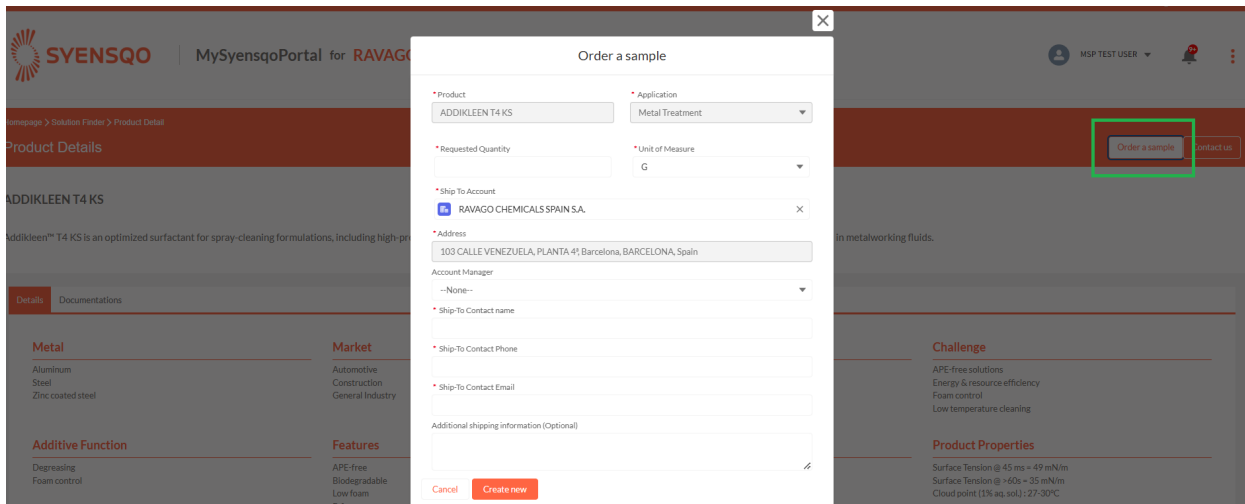 SYENSQO
MySyensqoPortal for RAVAGO
MSP TEST USER
9+
Homepage > Solution Finder > Product Detail
Product Details
Order a sample
Contact us
ADDIKLEEN T4 KS
Addikleen™ T4 KS is an optimized surfactant for spray-cleaning formulations, including high-pr
in metalworking fluids.
Details
Documentations
Metal
Aluminum
Steel
Zinc coated steel
Market
Automotive
Construction
General Industry
Challenge
APE-free solutions
Energy & resource efficiency
Foam control
Low temperature cleaning
Additive Function
Degreasing
Foam control
Features
APE-free
Biodegradable
Low foam
Product Properties
Surface Tension @ 45 ms = 49 mN/m
Surface Tension @ >60s = 35 mN/m
Cloud point (1% aq. sol.) : 27-30°C
Order a sample
* Product
ADDIKLEEN T4 KS
* Application
Metal Treatment
* Requested Quantity
* Unit of Measure
G
* Ship To Account
RAVAGO CHEMICALS SPAIN S.A.
* Address
103 CALLE VENEZUELA, PLANTA 4ª, Barcelona, BARCELONA, Spain
Account Manager
--None--
* Ship-To Contact name
* Ship-To Contact Phone
* Ship-To Contact Email
Additional shipping information (Optional)
Cancel
Create new